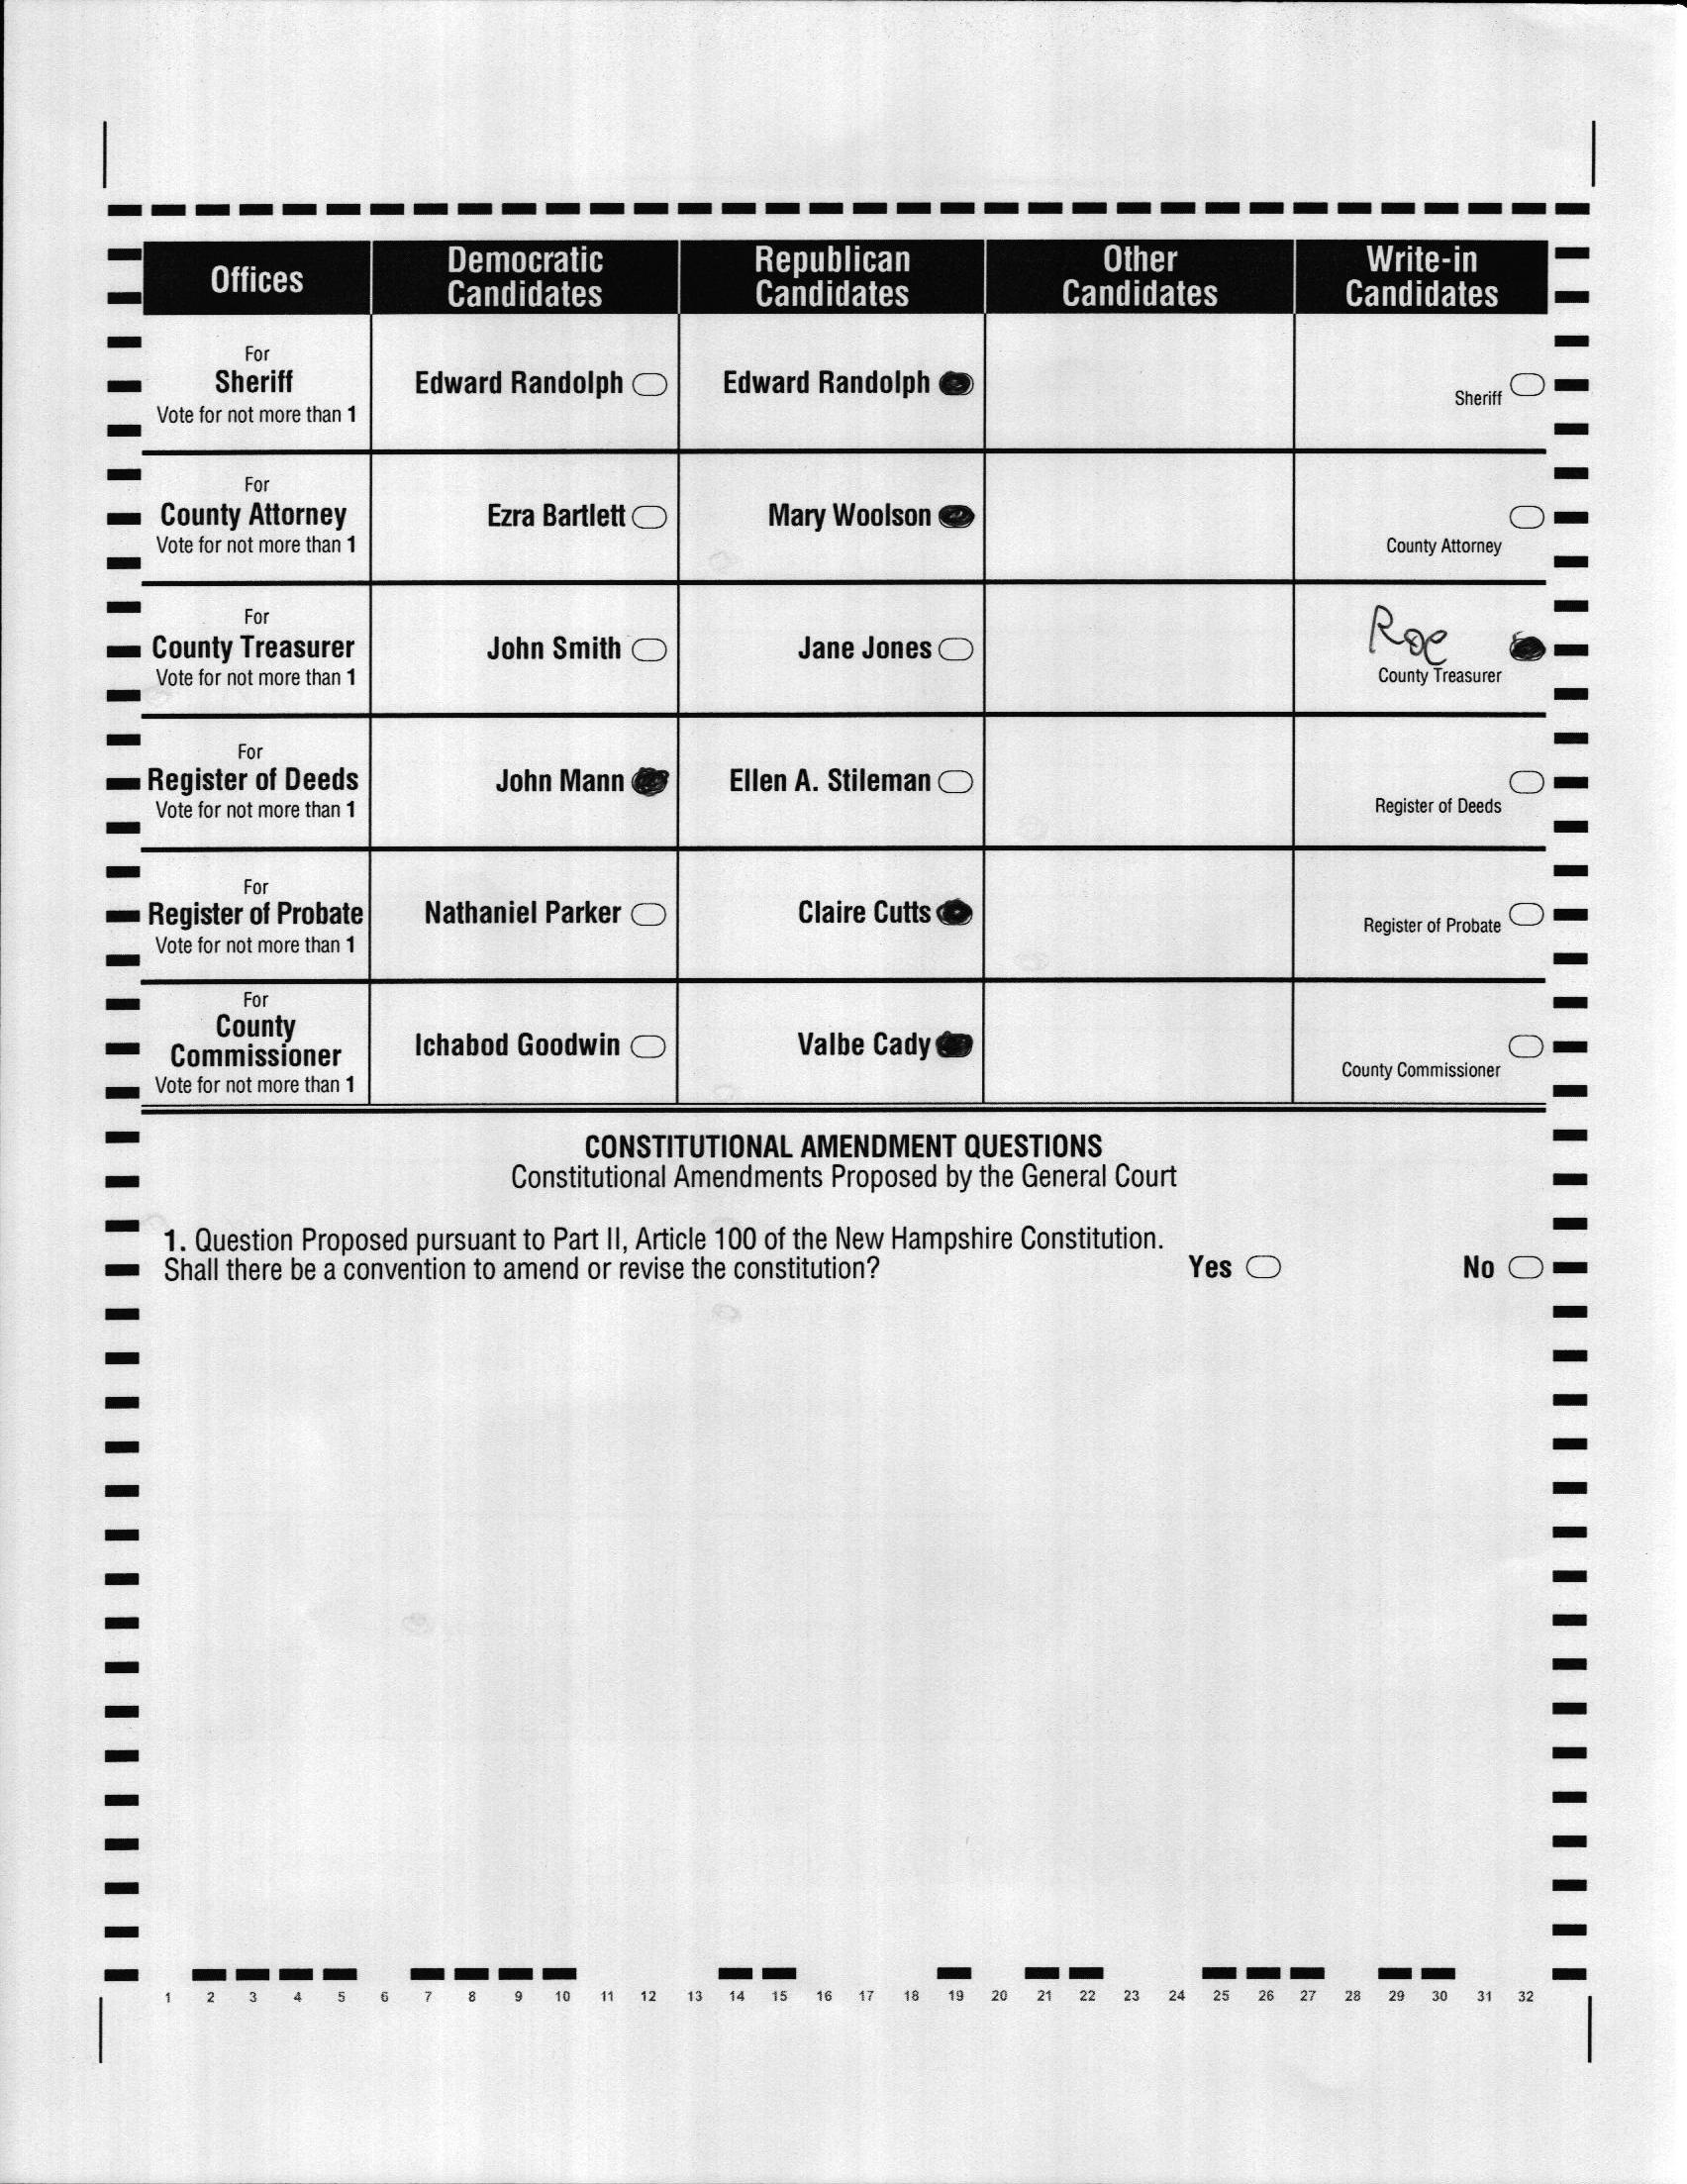 Offices
Democratic Candidates
Republican Candidates
Other Candidates
Write-in Candidates
For
Sheriff
Vote for not more than 1
Edward Randolph
Edward Randolph
Sheriff
For
County Attorney
Vote for not more than 1
Ezra Bartlett
Mary Woolson
County Attorney
For
County Treasurer
Vote for not more than 1
John Smith
Jane Jones
Roe
County Treasurer
For
Register of Deeds
Vote for not more than 1
John Mann
Ellen A. Stileman
Register of Deeds
For
Register of Probate
Vote for not more than 1
Nathaniel Parker
Claire Cutts
Register of Probate
For
County
Commissioner
Vote for not more than 1
Ichabod Goodwin
Valbe Cady
County Commissioner
CONSTITUTIONAL AMENDMENT QUESTIONS
Constitutional Amendments Proposed by the General Court
1. Question Proposed pursuant to Part II, Article 100 of the New Hampshire Constitution.
Shall there be a convention to amend or revise the constitution?
Yes
No
1 2 3 4 5 6 7 8 9 10 11 12 13 14 15 16 17 18 19 20 21 22 23 24 25 26 27 28 29 30 31 32